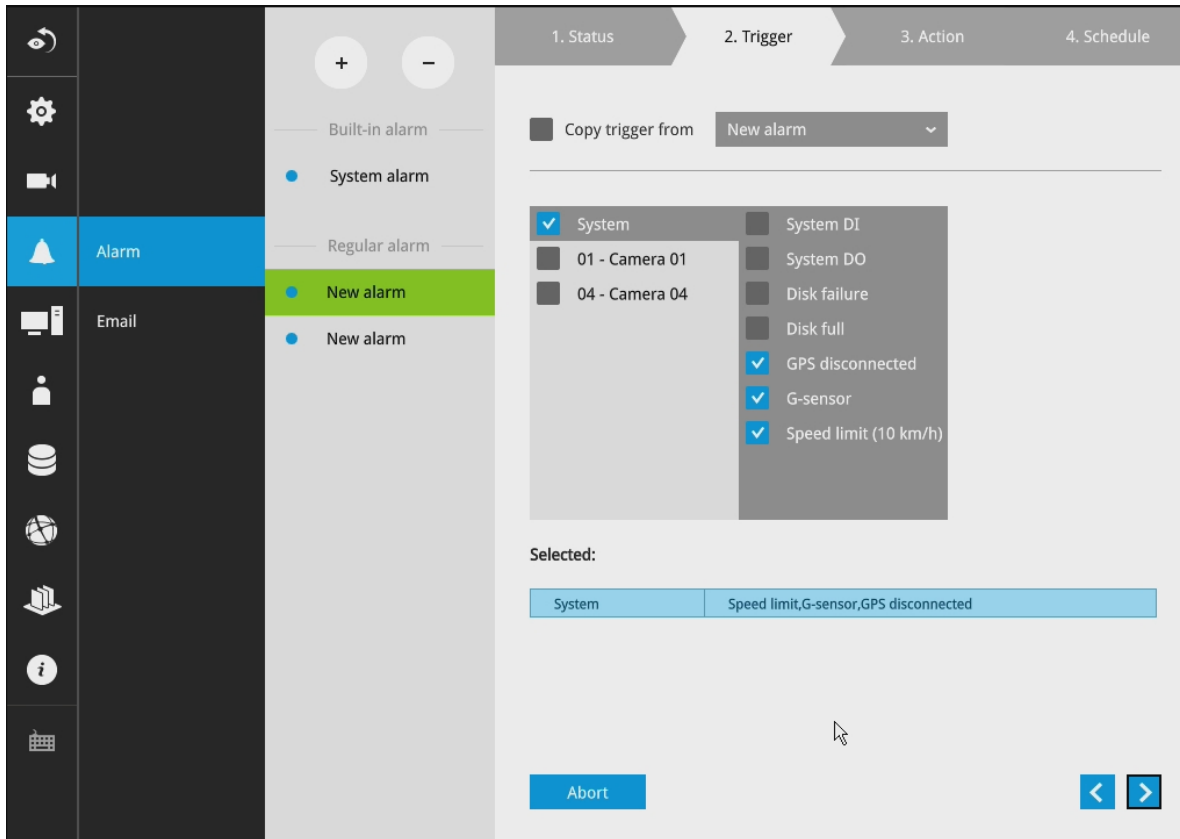 1. Status
2. Trigger
3. Action
4. Schedule
+
-
Built-in alarm
System alarm
Regular alarm
New alarm
New alarm
Alarm
Email
Copy trigger from
New alarm
System
01 - Camera 01
04 - Camera 04
System DI
System DO
Disk failure
Disk full
GPS disconnected
G-sensor
Speed limit (10 km/h)
Selected:
System
Speed limit,G-sensor,GPS disconnected
Abort